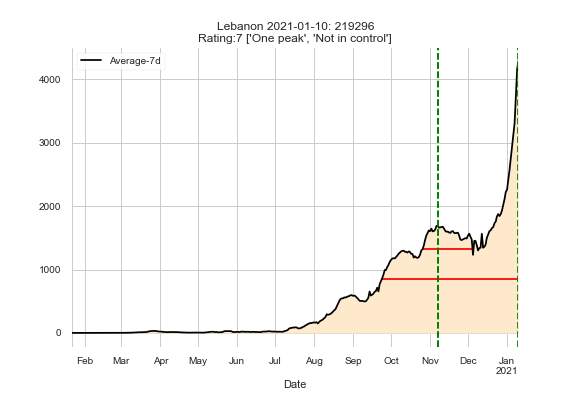 Lebanon 2021-01-10: 219296
Rating:7 ['One peak', 'Not in control']
Average-7d
4000
3000
2000
1000
0
Feb Mar Apr May Jun Jul Aug Sep Oct Nov Dec Jan
2021
Date